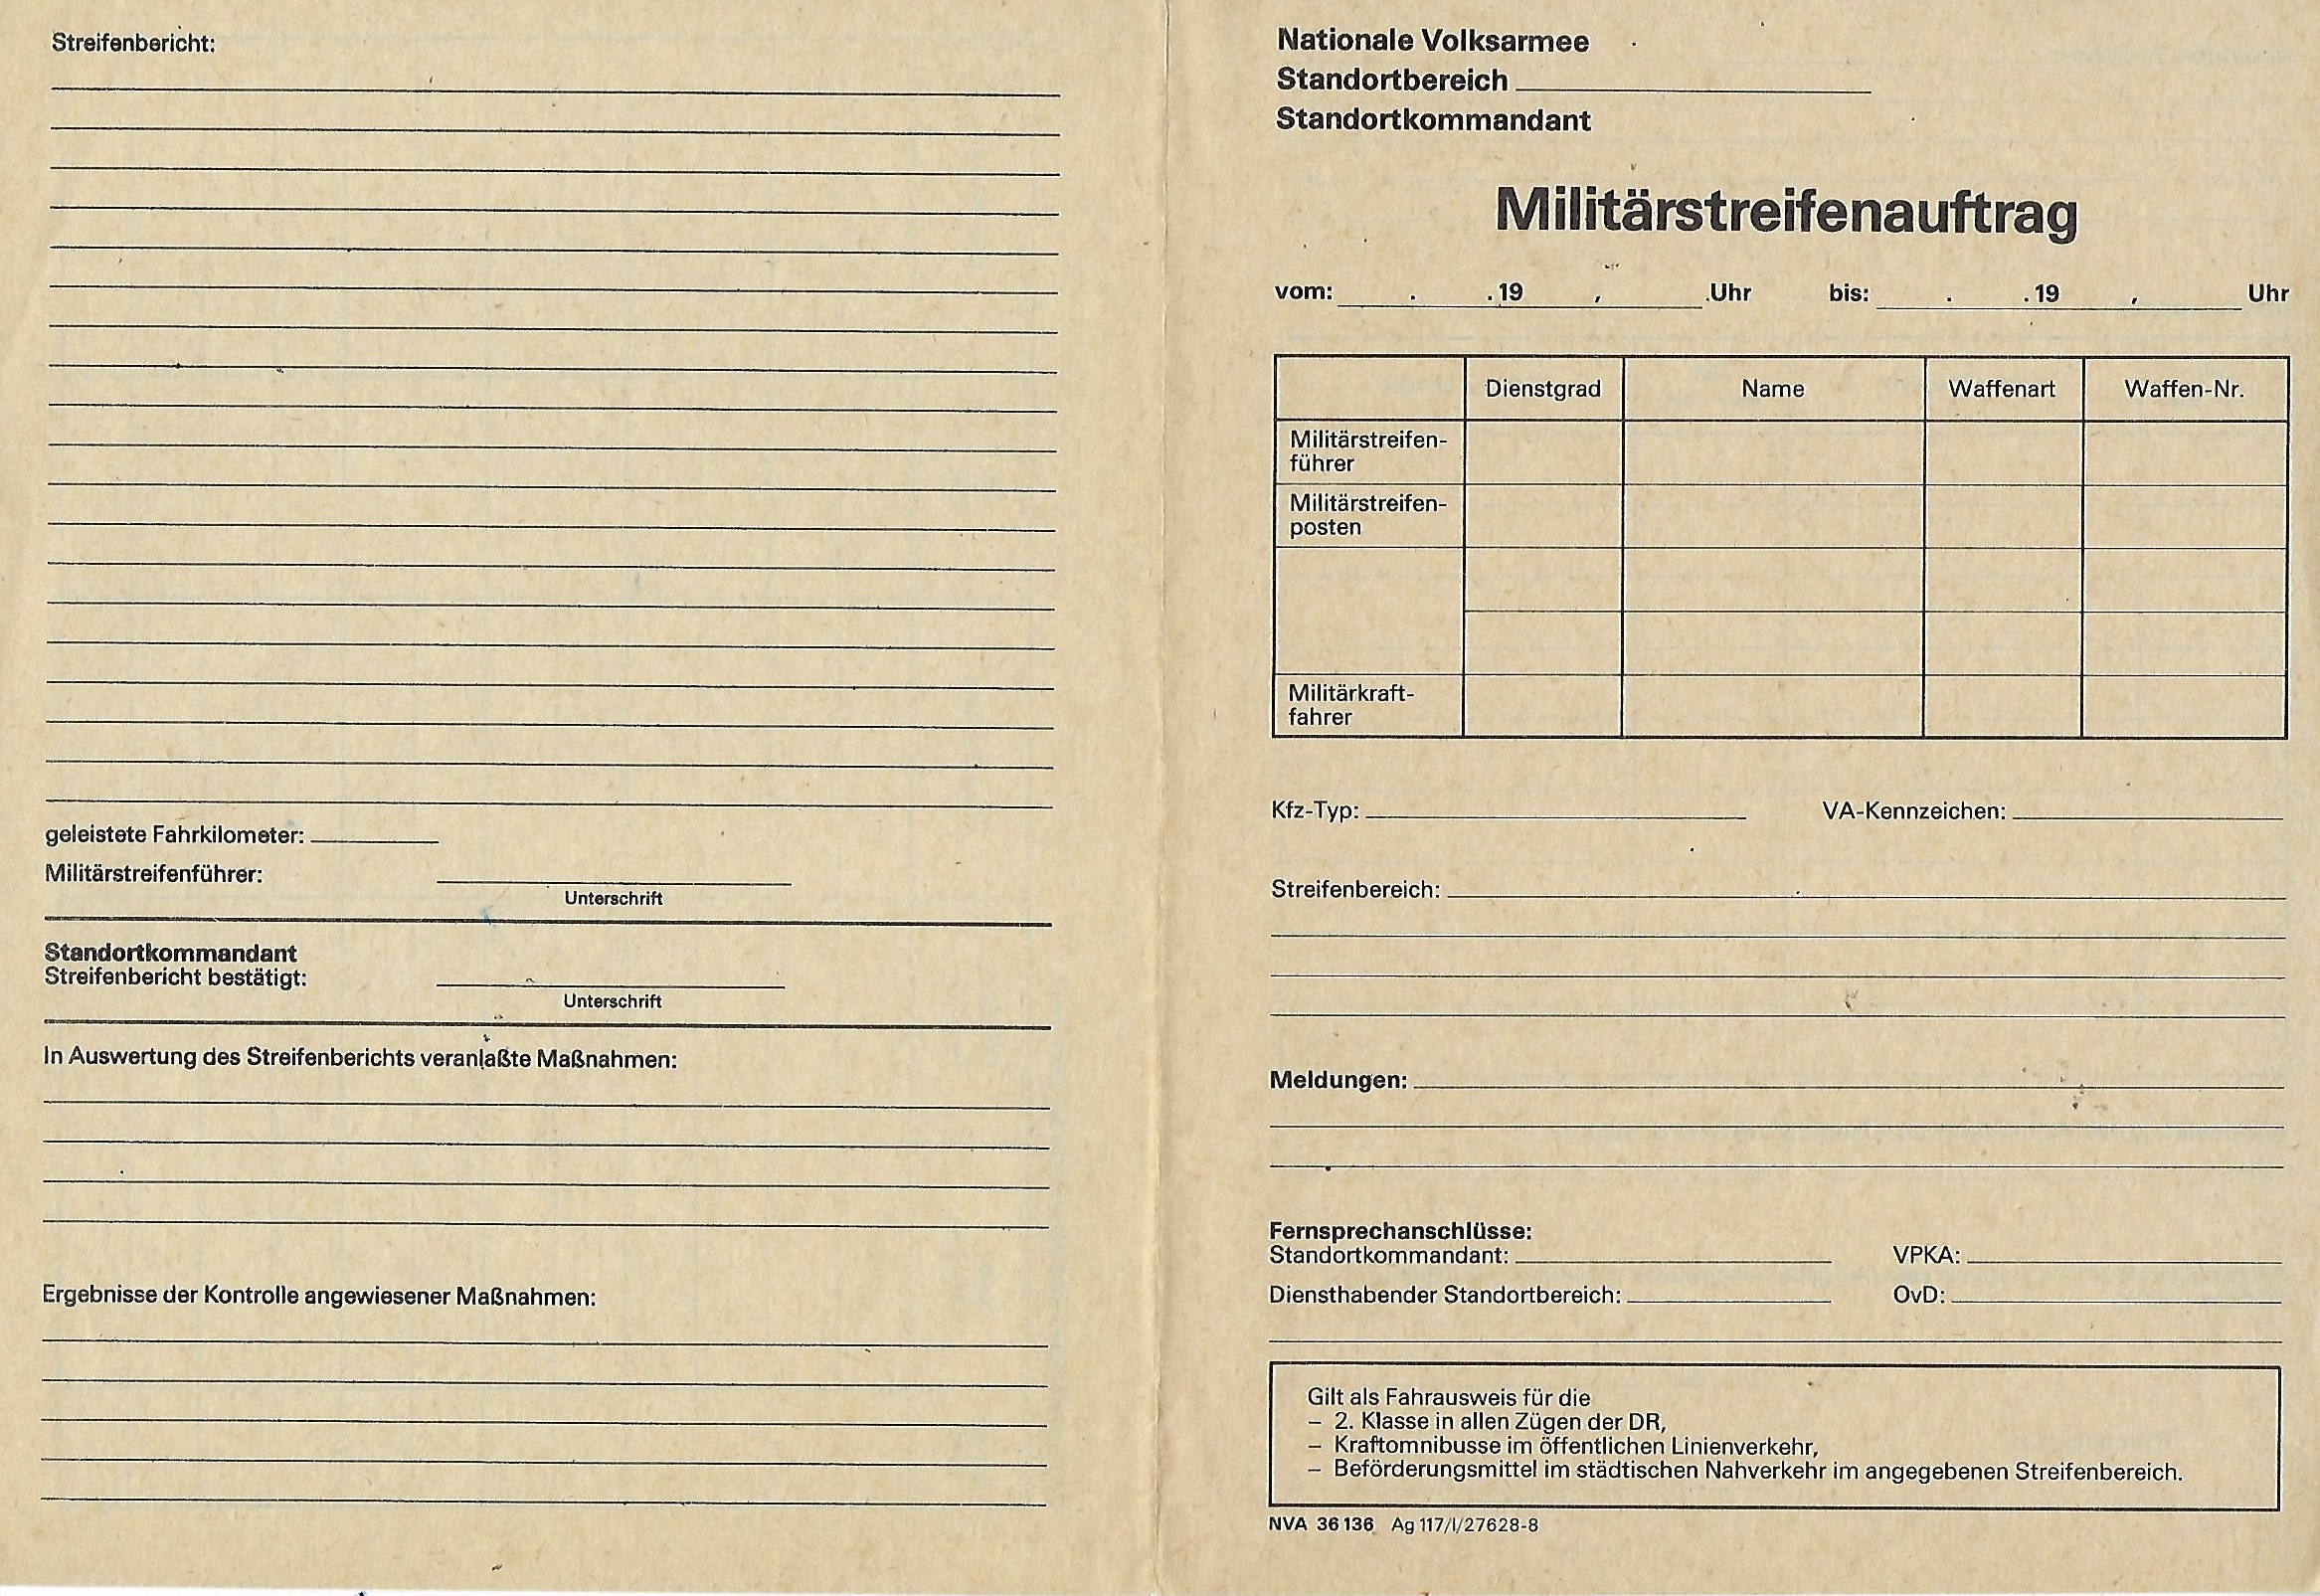 Streifenbericht:
geleistete Fahrkilometer:
Militärstreifenführer:
Unterschrift
Standortkommandant
Streifenbericht bestätigt:
Unterschrift
In Auswertung des Streifenberichts veranlaßte Maßnahmen:
Ergebnisse der Kontrolle angewiesener Maßnahmen:
Nationale Volksarmee
Standortbereich
Standortkommandant
Militärstreifenauftrag
vom: . .19 , Uhr bis: . .19 , Uhr
Dienstgrad Name Waffenart Waffen-Nr.
Militärstreifen-
führer
Militärstreifen-
posten
Militärkraft-
fahrer
Kfz-Typ: VA-Kennzeichen:
Streifenbereich:
Meldungen:
Fernsprechanschlüsse:
Standortkommandant: VPKA:
Diensthabender Standortbereich: OvD:
Gilt als Fahrausweis für die
– 2. Klasse in allen Zügen der DR,
– Kraftomnibusse im öffentlichen Linienverkehr,
– Beförderungsmittel im städtischen Nahverkehr im angegebenen Streifenbereich.
NVA 36 136 Ag 117/I/27628-8